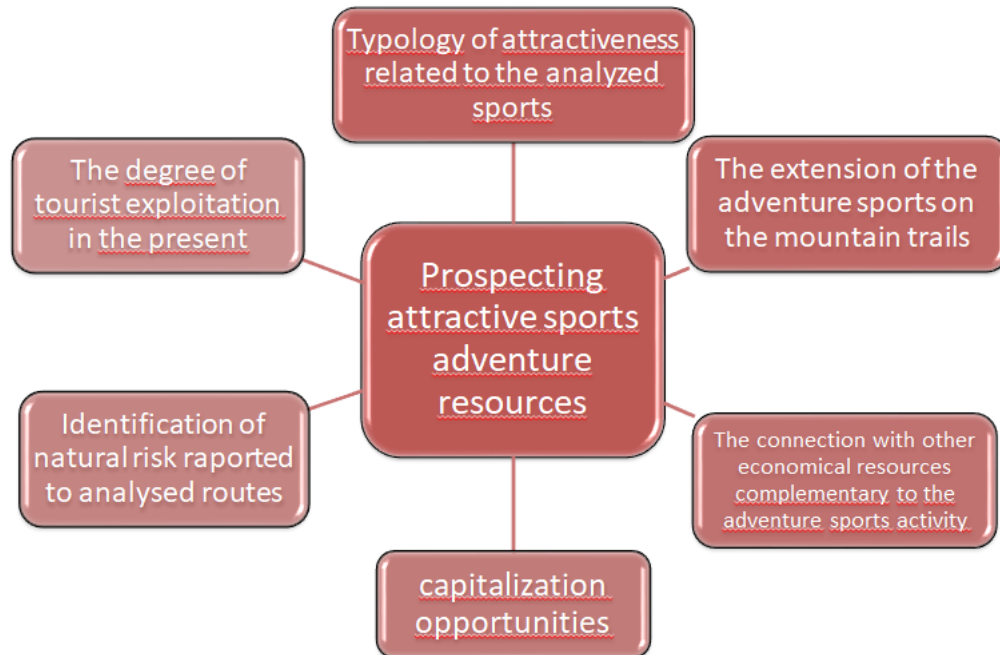 Typology of attractiveness
related to the analyzed
sports
The degree of
tourist exploitation
in the present
The extension of the
adventure sports on
the mountain trails
Prospecting
attractive sports
adventure
resources
Identification of
natural risk raported
to analysed routes
The connection with other
economical resources
complementary to the
adventure sports activity
capitalization
opportunities